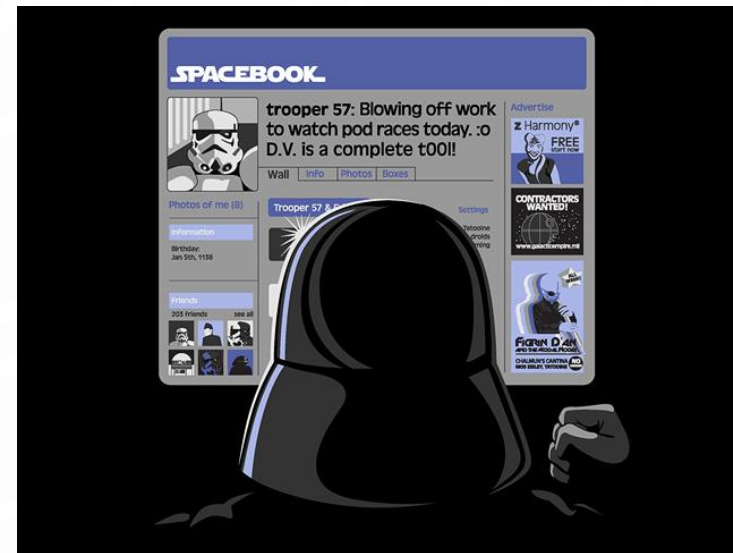 SPACEBOOK
trooper 57: Blowing off work
to watch pod races today. :o
D.V. is a complete t00l!
Wall Info Photos Boxes
Photos of me (8)
Information
Birthday:
Jan 5th, 1138
Friends
203 friends see all
Trooper 57 &
Settings
Tatooine
droids
Advertise
z Harmony®
FREE
start now
CONTRACTORS
WANTED!
www.galacticempire.mil
ALL
FIGRIN D'AN
AND THE MODAL NODES
CHALMUN'S CANTINA
MOS EISLEY, TATOOINE
NO